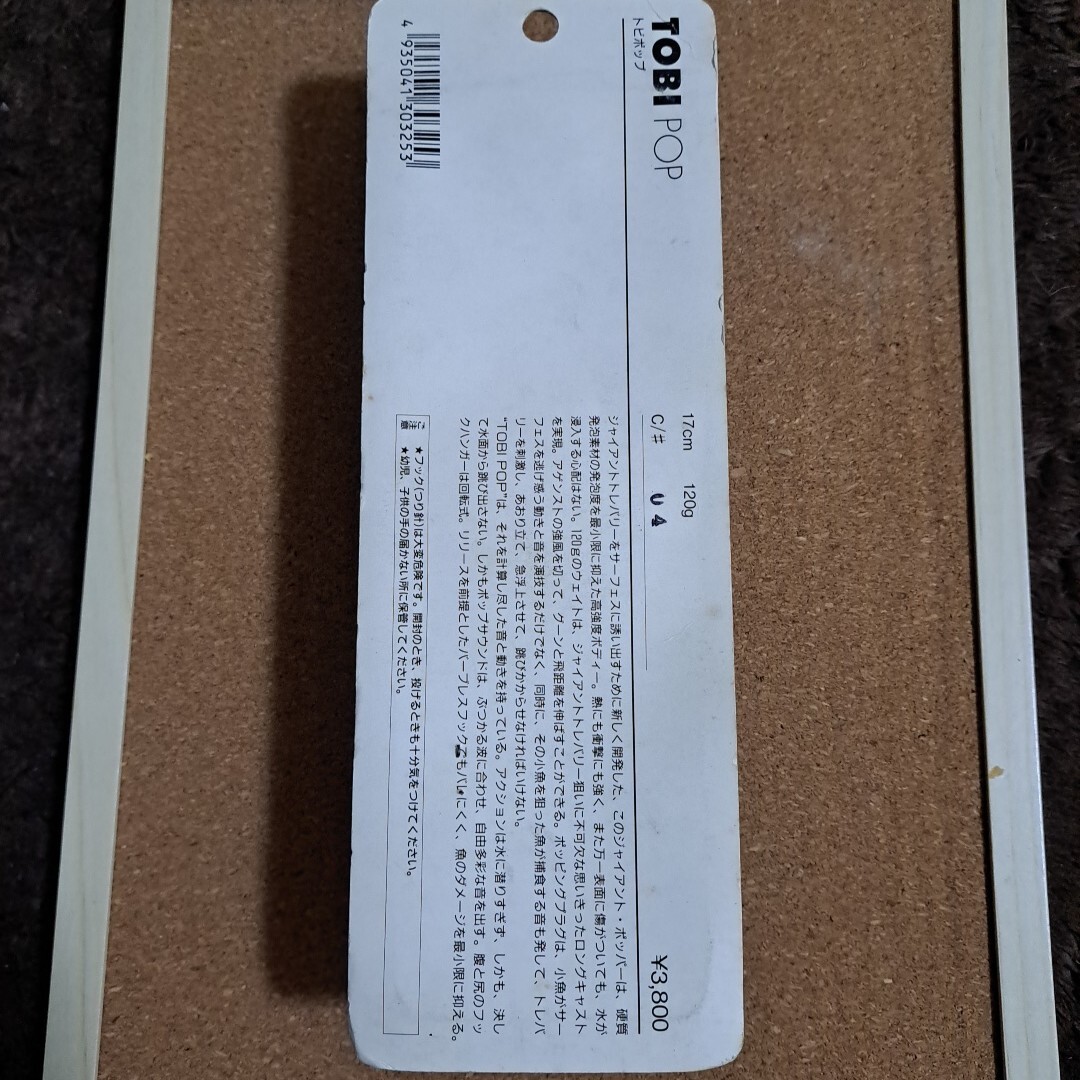 TOBI POP
トビポップ
17cm 120g
C/# U4
¥3,800
ジャイアントトレバリーをサーフェスに誘い出すために新しく開発した、このジャイアント・ポッパーは、硬質
発泡素材の発泡度を最小限に抑えた高強度ボディー。熱にも衝撃にも強く、また万一表面に傷がついても、水が
浸入する心配はない。120gのウェイトは、ジャイアントトレバリー狙いに不可欠な思いきったロングキャスト
を実現。アゲンストの強風を切って、グーンと飛距離を伸ばすことができる。ポッピングプラグは、小魚がサー
フェスを逃げ惑う動きと音を演技するだけでなく、同時に、その小魚を狙った魚が捕食する音も発して、トレバ
リーを刺激し、あおり立て、急浮上させて、跳びかからせなければいけない。
“TOBI POP”は、それを計算し尽した音と動きを持っている。アクションは水に潜りすぎず、しかも、決し
て水面から跳び出さない。しかもポップサウンドは、ぶつかる波に合わせ、自由多彩な音を出す。腹と尻のフッ
クハンガーは回転式。リリースを前提としたバーブレスフックでもバレにくく、魚のダメージを最小限に抑える。
ご注意
★フック(つり針)は大変危険です。開封のとき、投げるときも十分気をつけてください。
★幼児、子供の手の届かない所に保管してください。
4 935041 303253